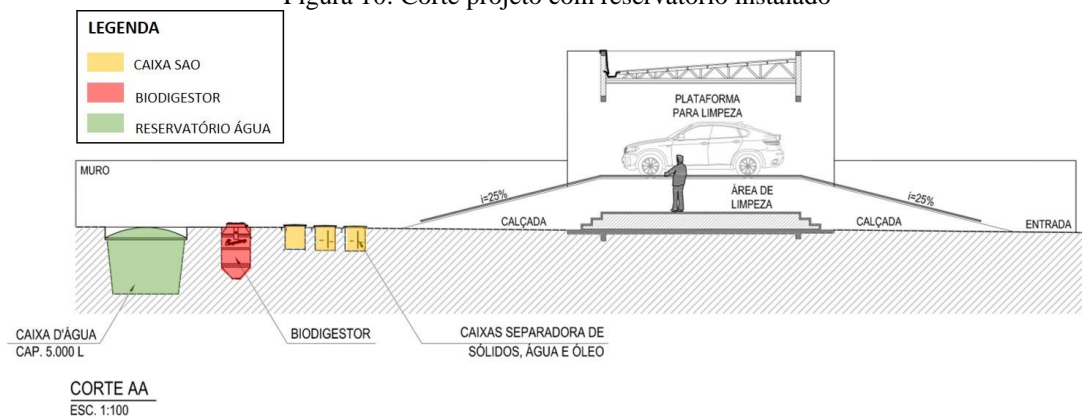 Figura 16: Corte projeto com reservatório instalado
LEGENDA
CAIXA SAO
BIODIGESTOR
RESERVATÓRIO ÁGUA
PLATAFORMA
PARA LIMPEZA
MURO
i=25%
ÁREA DE
LIMPEZA
i=25%
CALÇADA
CALÇADA
ENTRADA
CAIXA D'ÁGUA
CAP. 5.000 L
BIODIGESTOR
CAIXAS SEPARADORA DE
SÓLIDOS, ÁGUA E ÓLEO
CORTE AA
ESC. 1:100